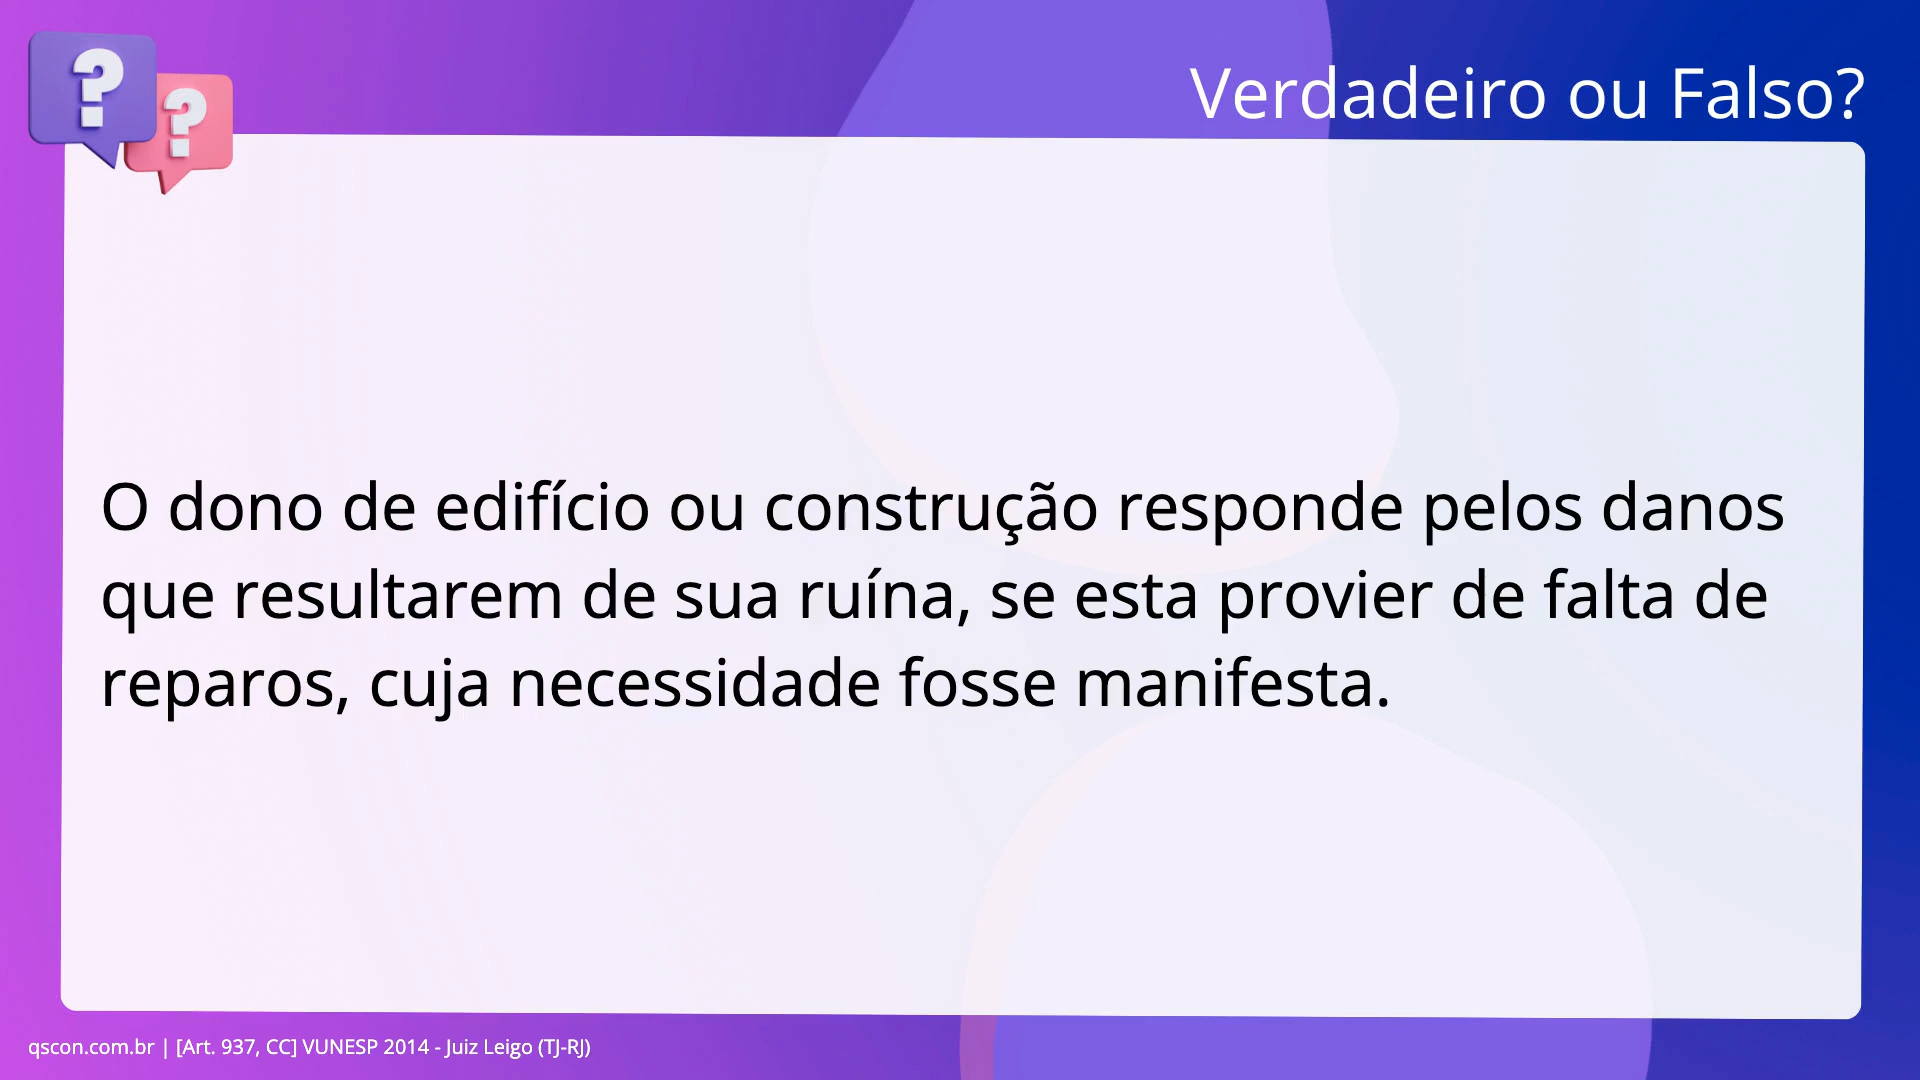 ?
?
Verdadeiro ou Falso?
O dono de edifício ou construção responde pelos danos
que resultarem de sua ruína, se esta provier de falta de
reparos, cuja necessidade fosse manifesta.
qscon.com.br | [Art. 937, CC] VUNESP 2014 - Juiz Leigo (TJ-RJ)